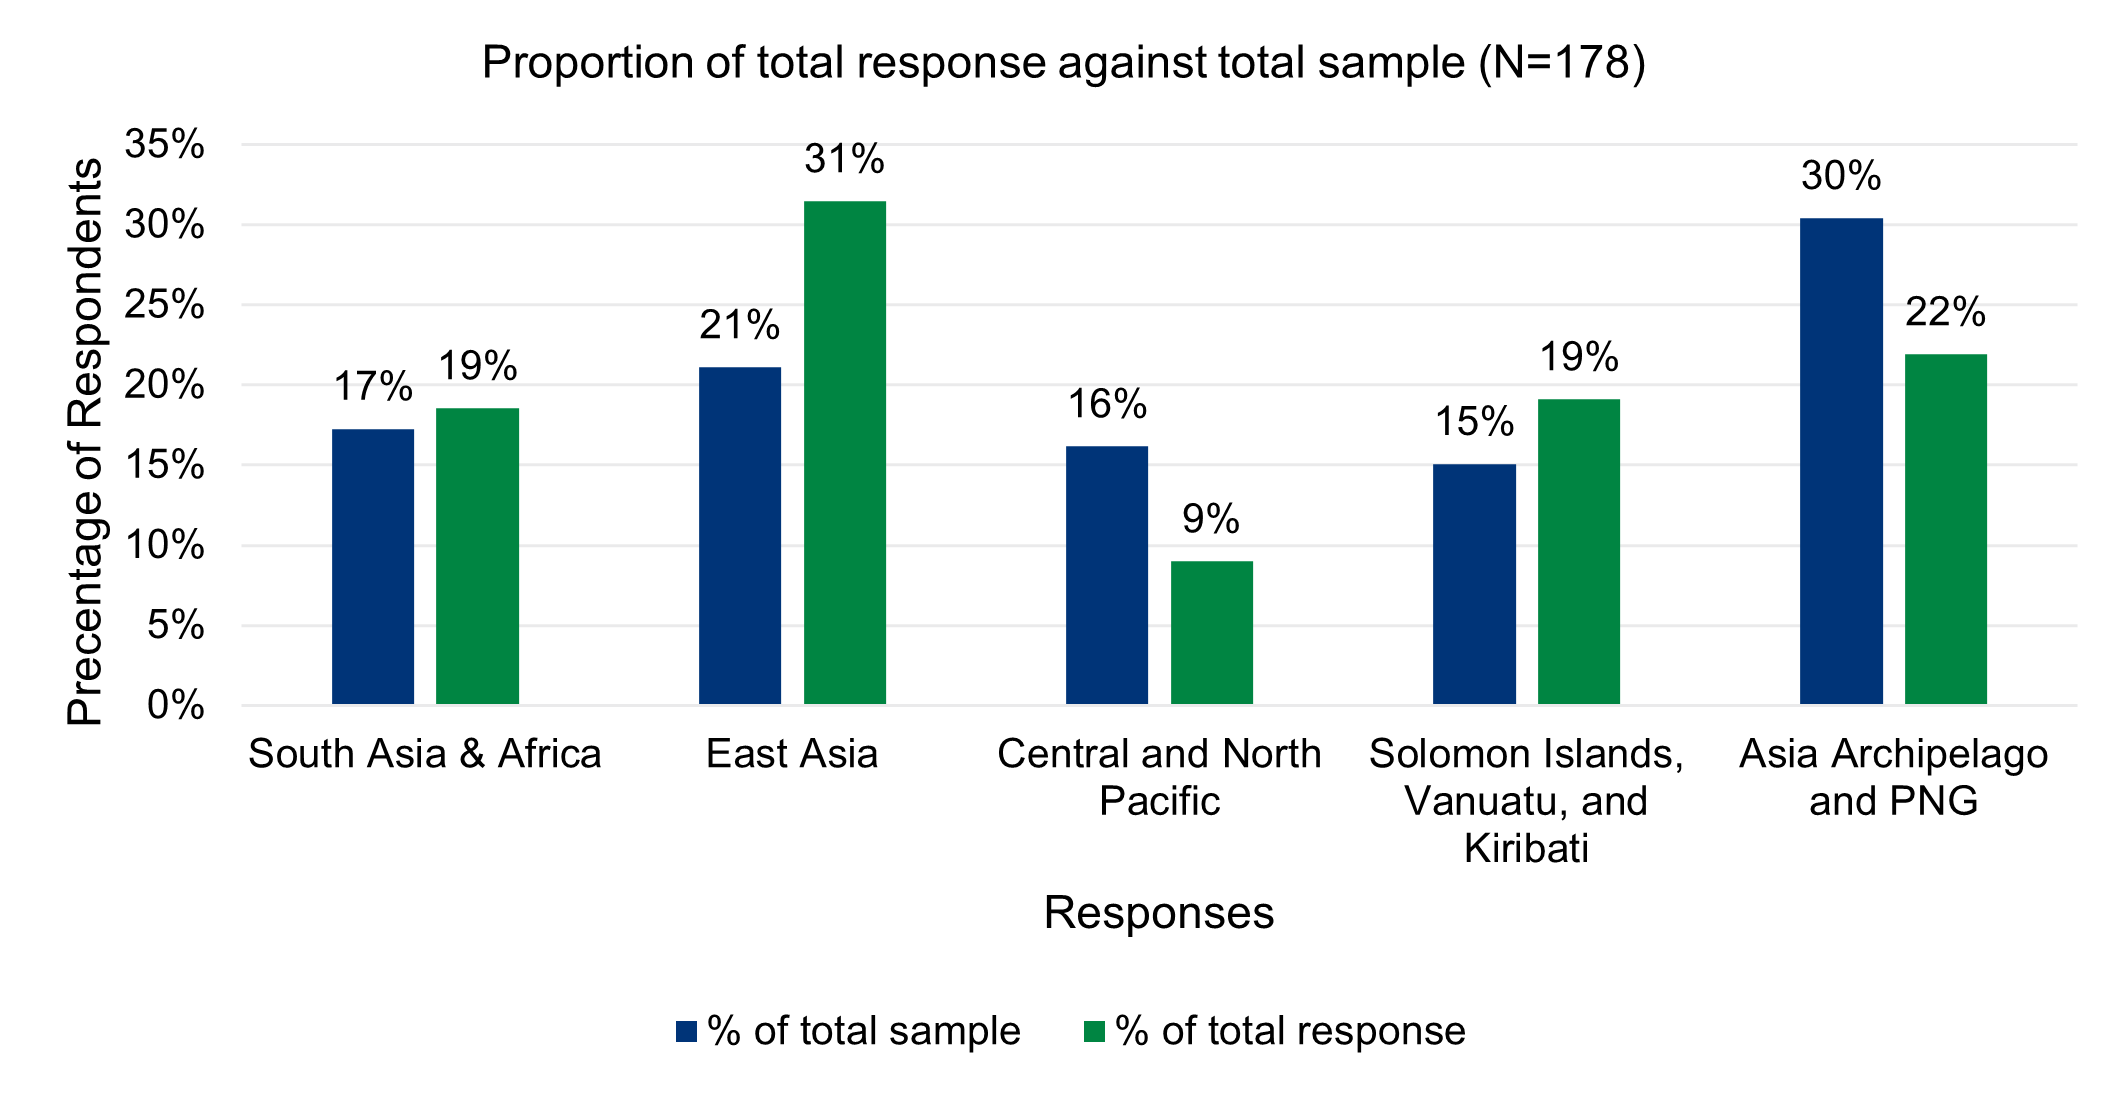 Proportion of total response against total sample (N=178)
Precentage of Respondents
35%
30%
25%
20%
15%
10%
5%
0%
17%
19%
21%
31%
16%
9%
15%
19%
30%
22%
South Asia & Africa
East Asia
Central and North
Pacific
Solomon Islands,
Vanuatu, and
Kiribati
Asia Archipelago
and PNG
Responses
% of total sample
% of total response